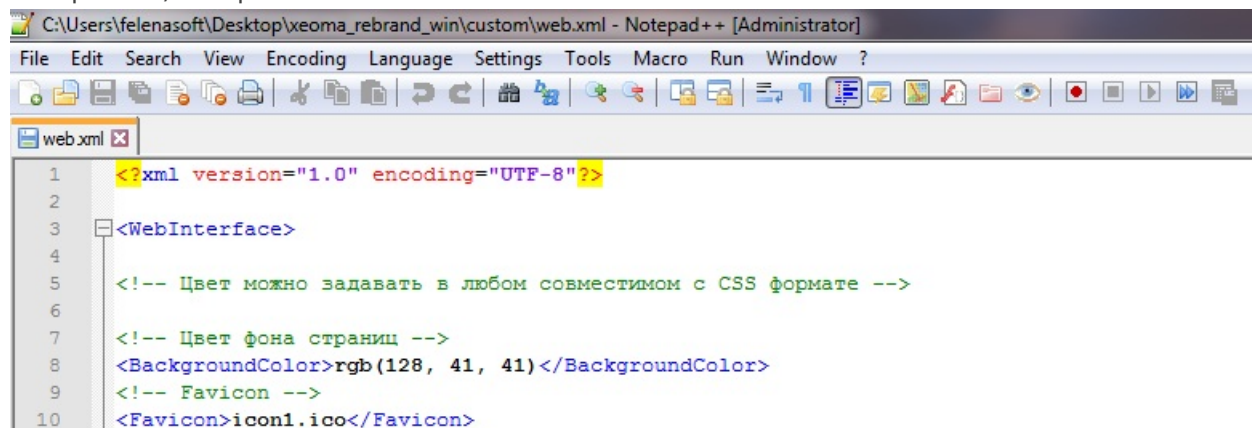 C:\Users\felenasoft\Desktop\xeoma_rebrand_win\custom\web.xml - Notepad++ [Administrator]
File Edit Search View Encoding Language Settings Tools Macro Run Window ?
web.xml
1 <?xml version="1.0" encoding="UTF-8"?>
2
3 <WebInterface>
4
5 <!-- Цвет можно задавать в любом совместимом с CSS формате -->
6
7 <!-- Цвет фона страниц -->
8 <BackgroundColor>rgb(128, 41, 41)</BackgroundColor>
9 <!-- Favicon -->
10 <Favicon>icon1.ico</Favicon>